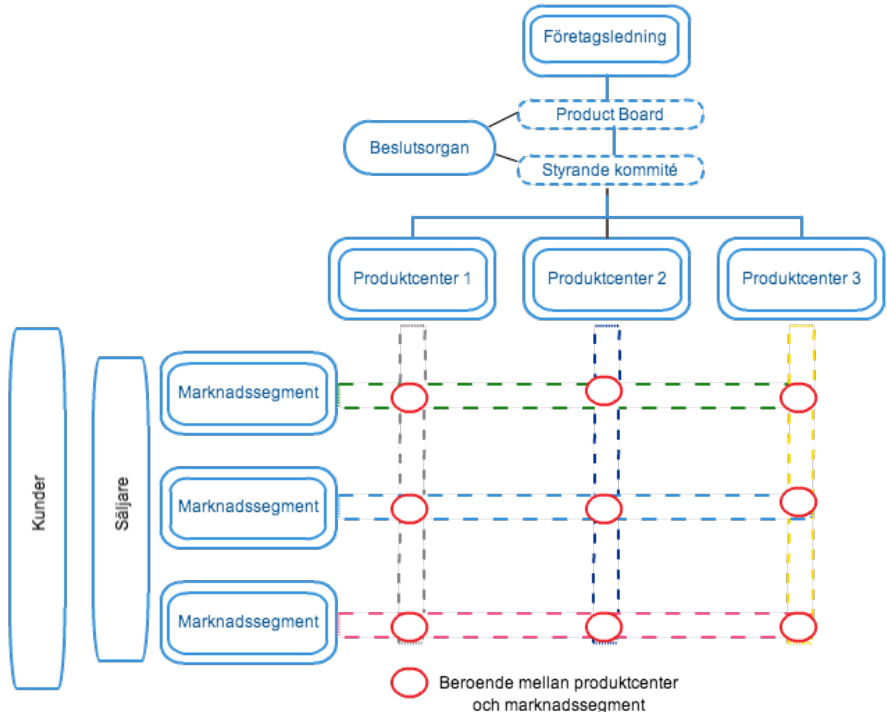 Företagsledning
Product Board
Beslutsorgan
Styrande kommité
Produktcenter 1
Produktcenter 2
Produktcenter 3
Kunder
Säljare
Marknadssegment
Marknadssegment
Marknadssegment
Beroende mellan produktcenter
och marknadssegment